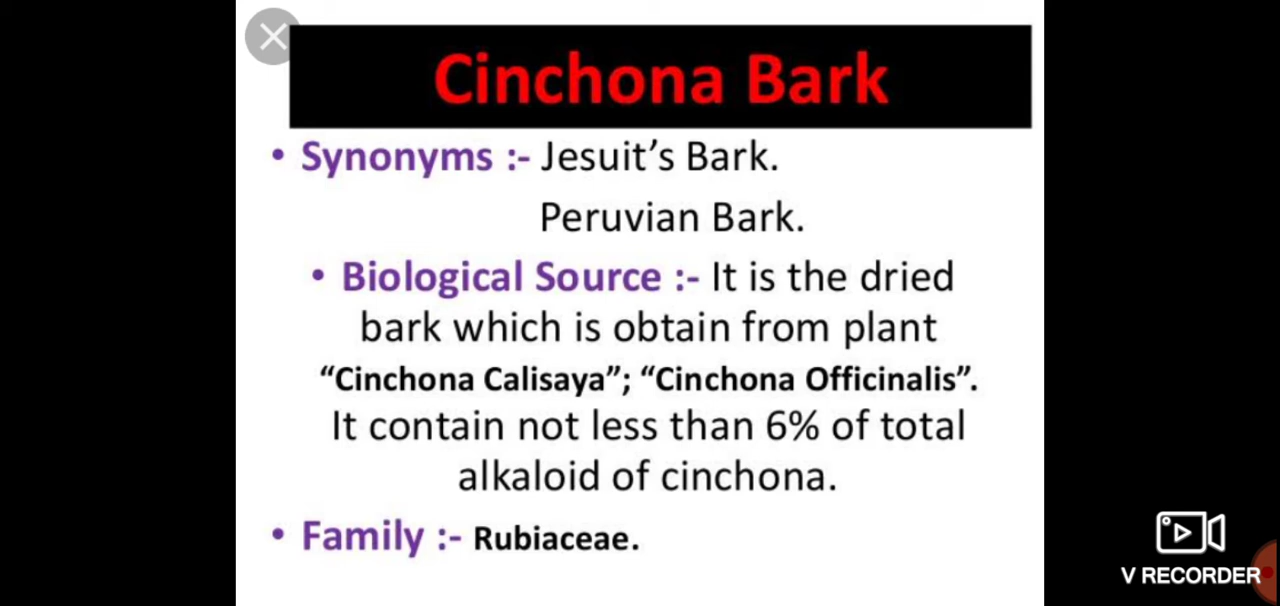 Cinchona Bark
• Synonyms :- Jesuit’s Bark.
Peruvian Bark.
• Biological Source :- It is the dried
bark which is obtain from plant
“Cinchona Calisaya”; “Cinchona Officinalis”.
It contain not less than 6% of total
alkaloid of cinchona.
• Family :- Rubiaceae.
V RECORDER